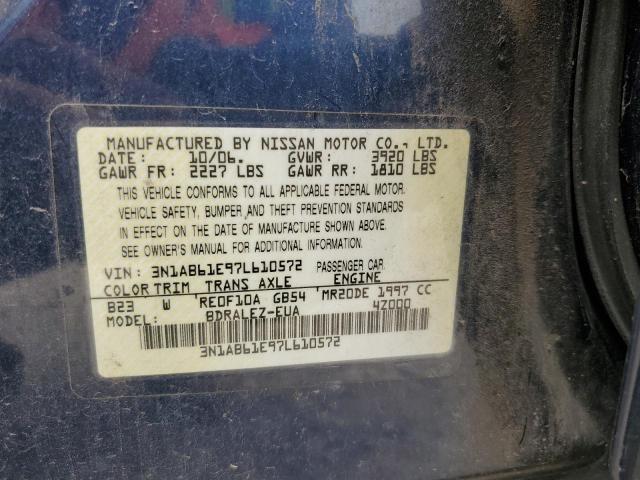 MANUFACTURED BY NISSAN MOTOR CO., LTD.
DATE: 10/06. GVWR: 3920 LBS
GAWR FR: 2227 LBS GAWR RR: 1810 LBS
THIS VEHICLE CONFORMS TO ALL APPLICABLE FEDERAL MOTOR
VEHICLE SAFETY, BUMPER, AND THEFT PREVENTION STANDARDS
IN EFFECT ON THE DATE OF MANUFACTURE SHOWN ABOVE.
SEE OWNER'S MANUAL FOR ADDITIONAL INFORMATION.
VIN: 3N1AB61E97L610572 PASSENGER CAR
COLOR TRIM TRANS AXLE ENGINE
B23 W RE0F10A GB54 MR20DE 1997 CC
MODEL: BDRALEZ-EUA 4Z000
3N1AB61E97L610572